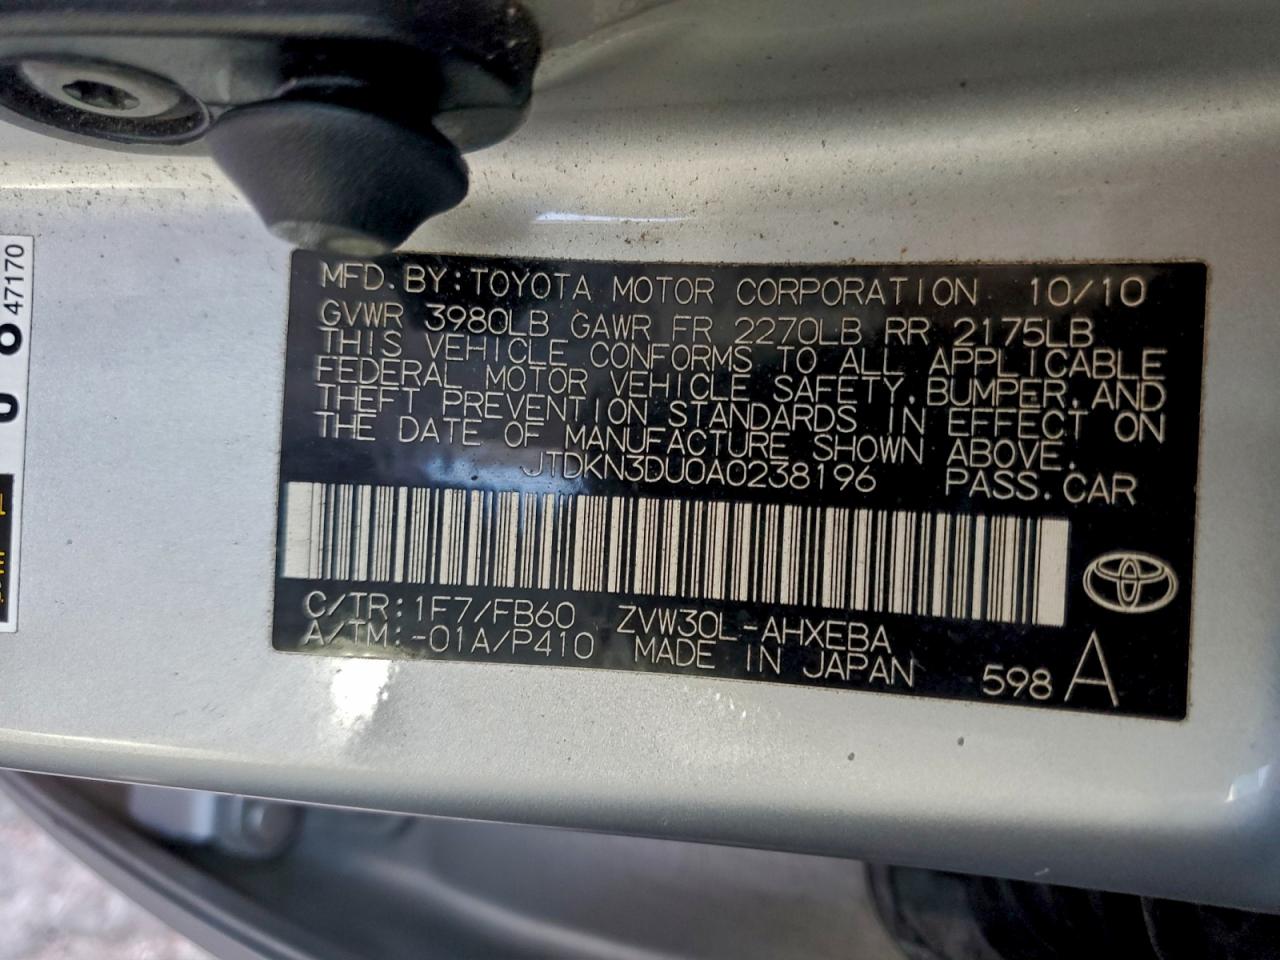 MFD. BY: TOYOTA MOTOR CORPORATION 10/10
GVWR 3980LB GAWR FR 2270LB RR 2175LB
THIS VEHICLE CONFORMS TO ALL APPLICABLE
FEDERAL MOTOR VEHICLE SAFETY, BUMPER, AND
THEFT PREVENTION STANDARDS IN EFFECT ON
THE DATE OF MANUFACTURE SHOWN ABOVE.
JTDKN3DU0A0238196 PASS. CAR
C/TR: 1F7/FB60 ZVW30L-AHXEBA
A/TM: -01A/P410 MADE IN JAPAN
598 A
47170